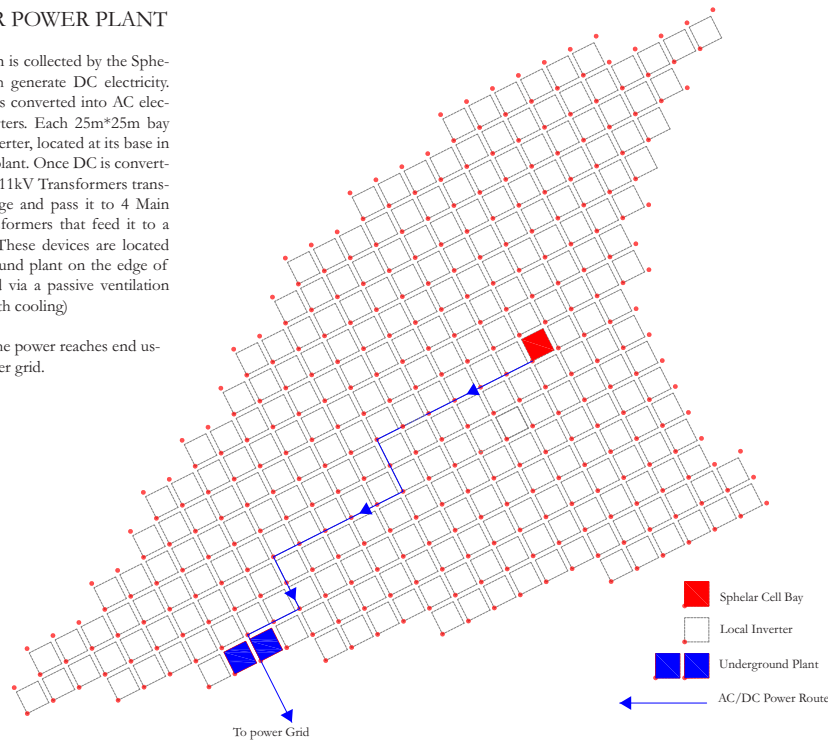 R POWER PLANT
n is collected by the Sphe-
n generate DC electricity.
s converted into AC elec-
rters. Each 25m*25m bay
erter, located at its base in
plant. Once DC is convert-
11kV Transformers trans-
ge and pass it to 4 Main
formers that feed it to a
These devices are located
und plant on the edge of
l via a passive ventilation
th cooling)
he power reaches end us-
er grid.
Sphelar Cell Bay
Local Inverter
Underground Plant
AC/DC Power Route
To power Grid